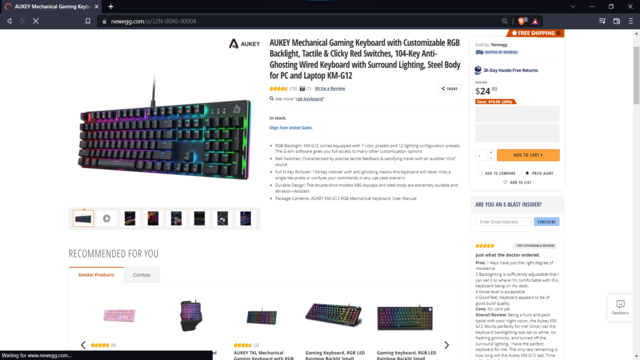 AUKEY Mechanical Gaming Keyb
newegg.com/p/32N-00X6-00004
AUKEY
AUKEY Mechanical Gaming Keyboard with Customizable RGB
Backlight, Tactile & Clicky Red Switches, 104-Key Anti-
Ghosting Wired Keyboard with Surround Lighting, Steel Body
for PC and Laptop KM-G12
Write a Review
SHARE
See more "rgb keyboard"
In stock.
Ships from United States.
RGB Backlight: KM-G12 comes equipped with 7 color presets and 12 lighting configuration presets.
The G-aim software gives you full access to many other customization options
Red Switches: Characterized by precise tactile feedback & satisfying travel with an audible 'click'
sound
Full N-Key Rollover: 104-key rollover with anti-ghosting means this keyboard will never miss a
single key-press or confuse your commands in any use case scenario
Durable Design: The double-shot-molded ABS keycaps and steel body are extremely durable and
abrasion-resistant
Package Contents: AUKEY KM-G12 RGB Mechanical Keyboard, User Manual
FREE SHIPPING
Sold by: Newegg
SHIPPED BY NEWEGG
30-Day Hassle-Free Returns
$24.99
1
ADD TO CART
ADD TO COMPARE
PRICE ALERT
ADD TO LIST
ARE YOU AN E-BLAST INSIDER?
Enter Email Address
SUBSCRIBE
TOP FAVORABLE REVIEW
Just what the doctor ordered.
Pros: 1 Keys have just the right degree of
resistance.
2 Backlighting is sufficiently adjustable that I
can set it to where I'm comfortable with this
keyboard being on my desk.
3 Noise level is acceptable.
4 Good feel, Keyboard appears to be of
good build quality
Cons: No cons yet.
Overall Review: Being a hunt and peck
typist with poor night vision, the Aukey KM-
G12 Works perfectly for me! Once I set the
keyboard backlighting was set to white, no
flashing gimmicks, and turned off the
surround lighting, I have the perfect
keyboard for me. The only test remaining is
how long will the Aukey KM-G12 last. Time
Feedback
RECOMMENDED FOR YOU
Similar Products
Combos
AUKEY TKL Mechanical
Gaming Keyboard, RGB LED
Gaming Keyboard, RGB LED
Rainbow Backlit Small
Rainbow Backlit Small
Waiting for www.newegg.com...